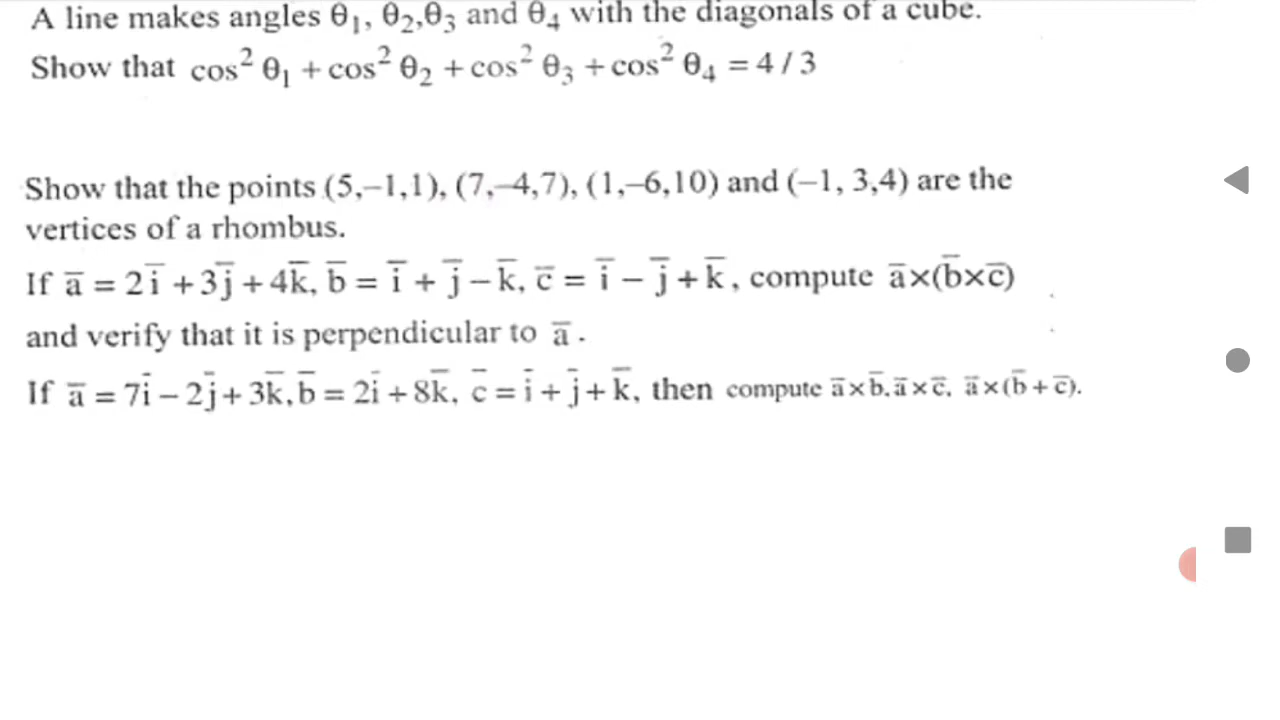 A line makes angles θ₁, θ₂,θ₃ and θ₄ with the diagonals of a cube.
Show that cos² θ₁ + cos² θ₂ + cos² θ₃ + cos² θ₄ = 4 / 3
Show that the points (5,–1,1), (7,–4,7), (1,–6,10) and (–1, 3,4) are the
vertices of a rhombus.
If a̅ = 2i̅ + 3j̅ + 4k̅, b̅ = i̅ + j̅ – k̅, c̅ = i̅ – j̅ + k̅, compute a̅×(b̅×c̅)
and verify that it is perpendicular to a̅ .
If a̅ = 7i̅ – 2j̅ + 3k̅, b̅ = 2i̅ + 8k̅, c̅ = i̅ + j̅ + k̅, then compute a̅×b̅. a̅×c̅. a̅×(b̅+c̅).